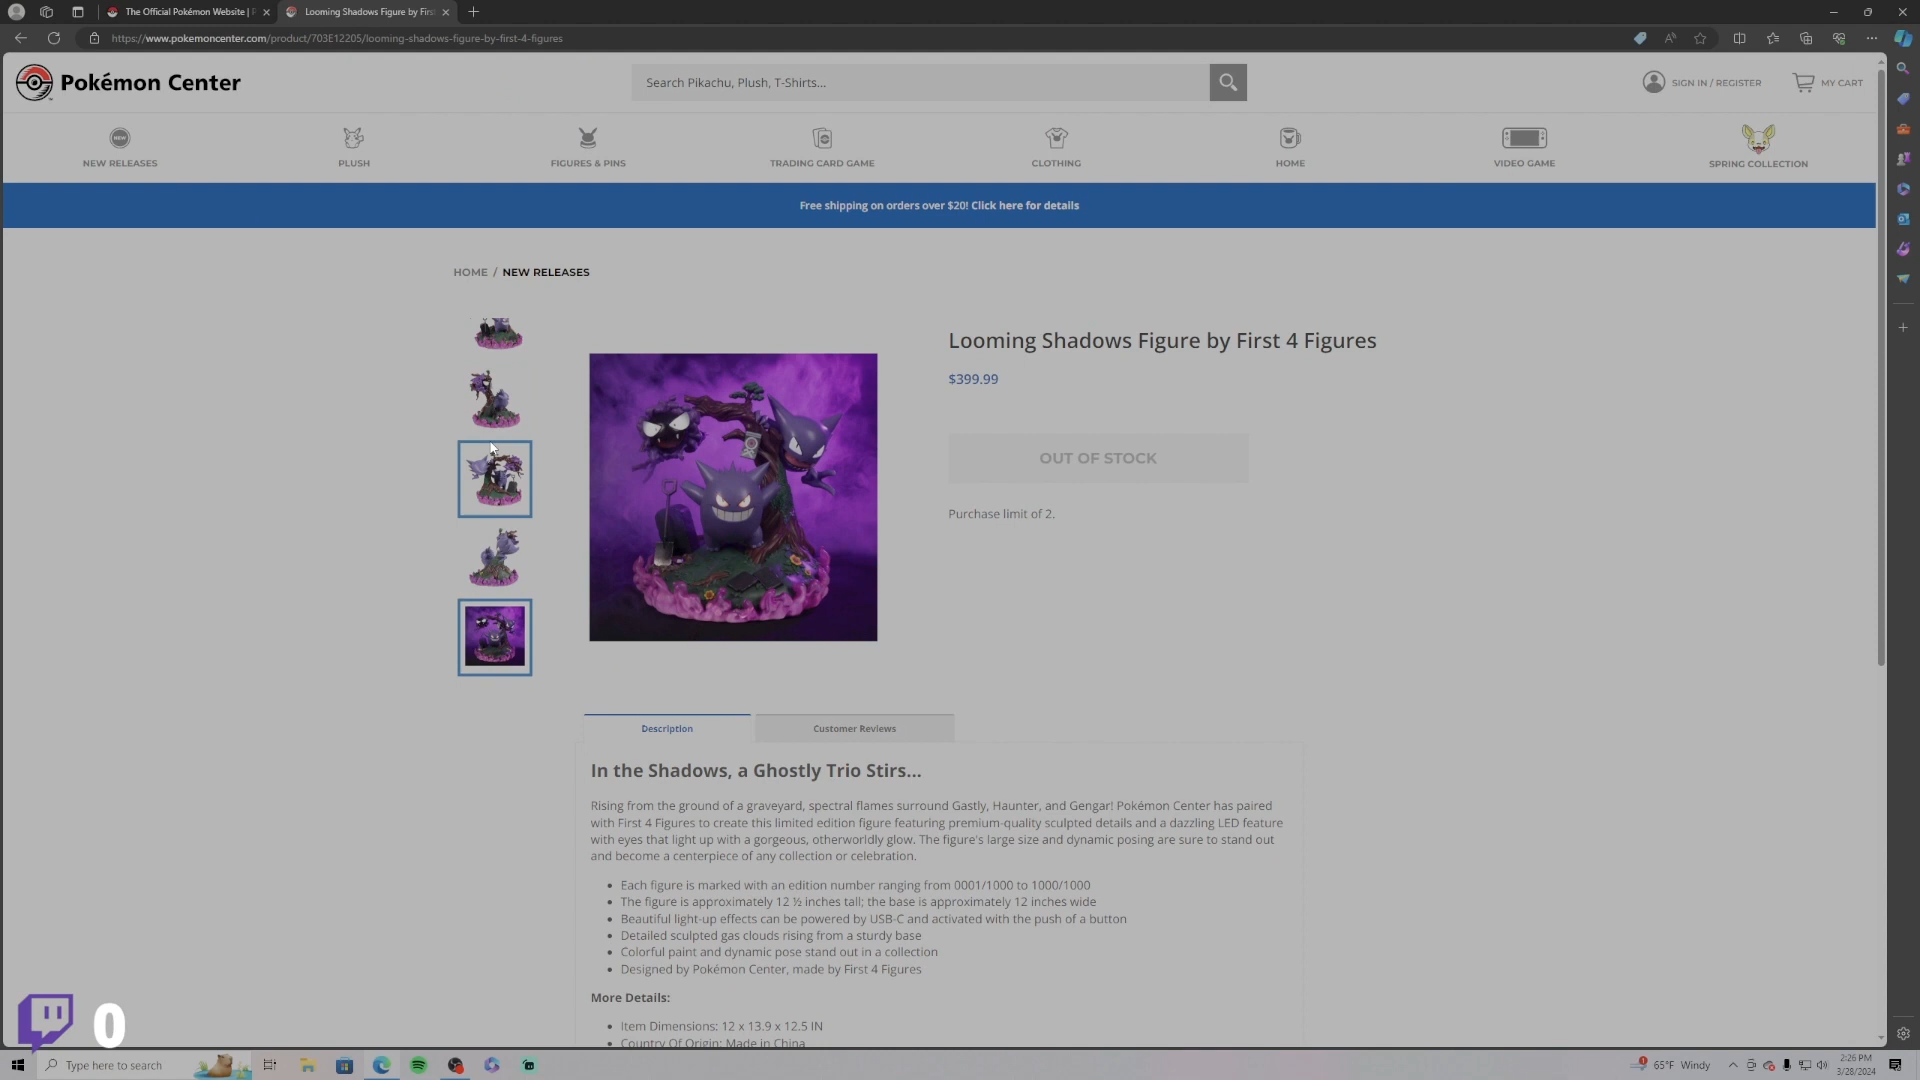 The Official Pokémon Website |
Looming Shadows Figure by Firs
https://www.pokemoncenter.com/product/703E12205/looming-shadows-figure-by-first-4-figures
Pokémon Center
Search Pikachu, Plush, T-Shirts...
SIGN IN / REGISTER
MY CART
NEW
NEW RELEASES
PLUSH
FIGURES & PINS
TRADING CARD GAME
CLOTHING
HOME
VIDEO GAME
SPRING COLLECTION
Free shipping on orders over $20! Click here for details
HOME / NEW RELEASES
Looming Shadows Figure by First 4 Figures
$399.99
OUT OF STOCK
Purchase limit of 2.
Description
Customer Reviews
In the Shadows, a Ghostly Trio Stirs...
Rising from the ground of a graveyard, spectral flames surround Gastly, Haunter, and Gengar! Pokémon Center has paired
with First 4 Figures to create this limited edition figure featuring premium-quality sculpted details and a dazzling LED feature
with eyes that light up with a gorgeous, otherworldly glow. The figure's large size and dynamic posing are sure to stand out
and become a centerpiece of any collection or celebration.
• Each figure is marked with an edition number ranging from 0001/1000 to 1000/1000
• The figure is approximately 12 ½ inches tall; the base is approximately 12 inches wide
• Beautiful light-up effects can be powered by USB-C and activated with the push of a button
• Detailed sculpted gas clouds rising from a sturdy base
• Colorful paint and dynamic pose stand out in a collection
• Designed by Pokémon Center, made by First 4 Figures
More Details:
• Item Dimensions: 12 x 13.9 x 12.5 IN
• Country Of Origin: Made in China
0
Type here to search
65°F Windy
2:26 PM
3/28/2024